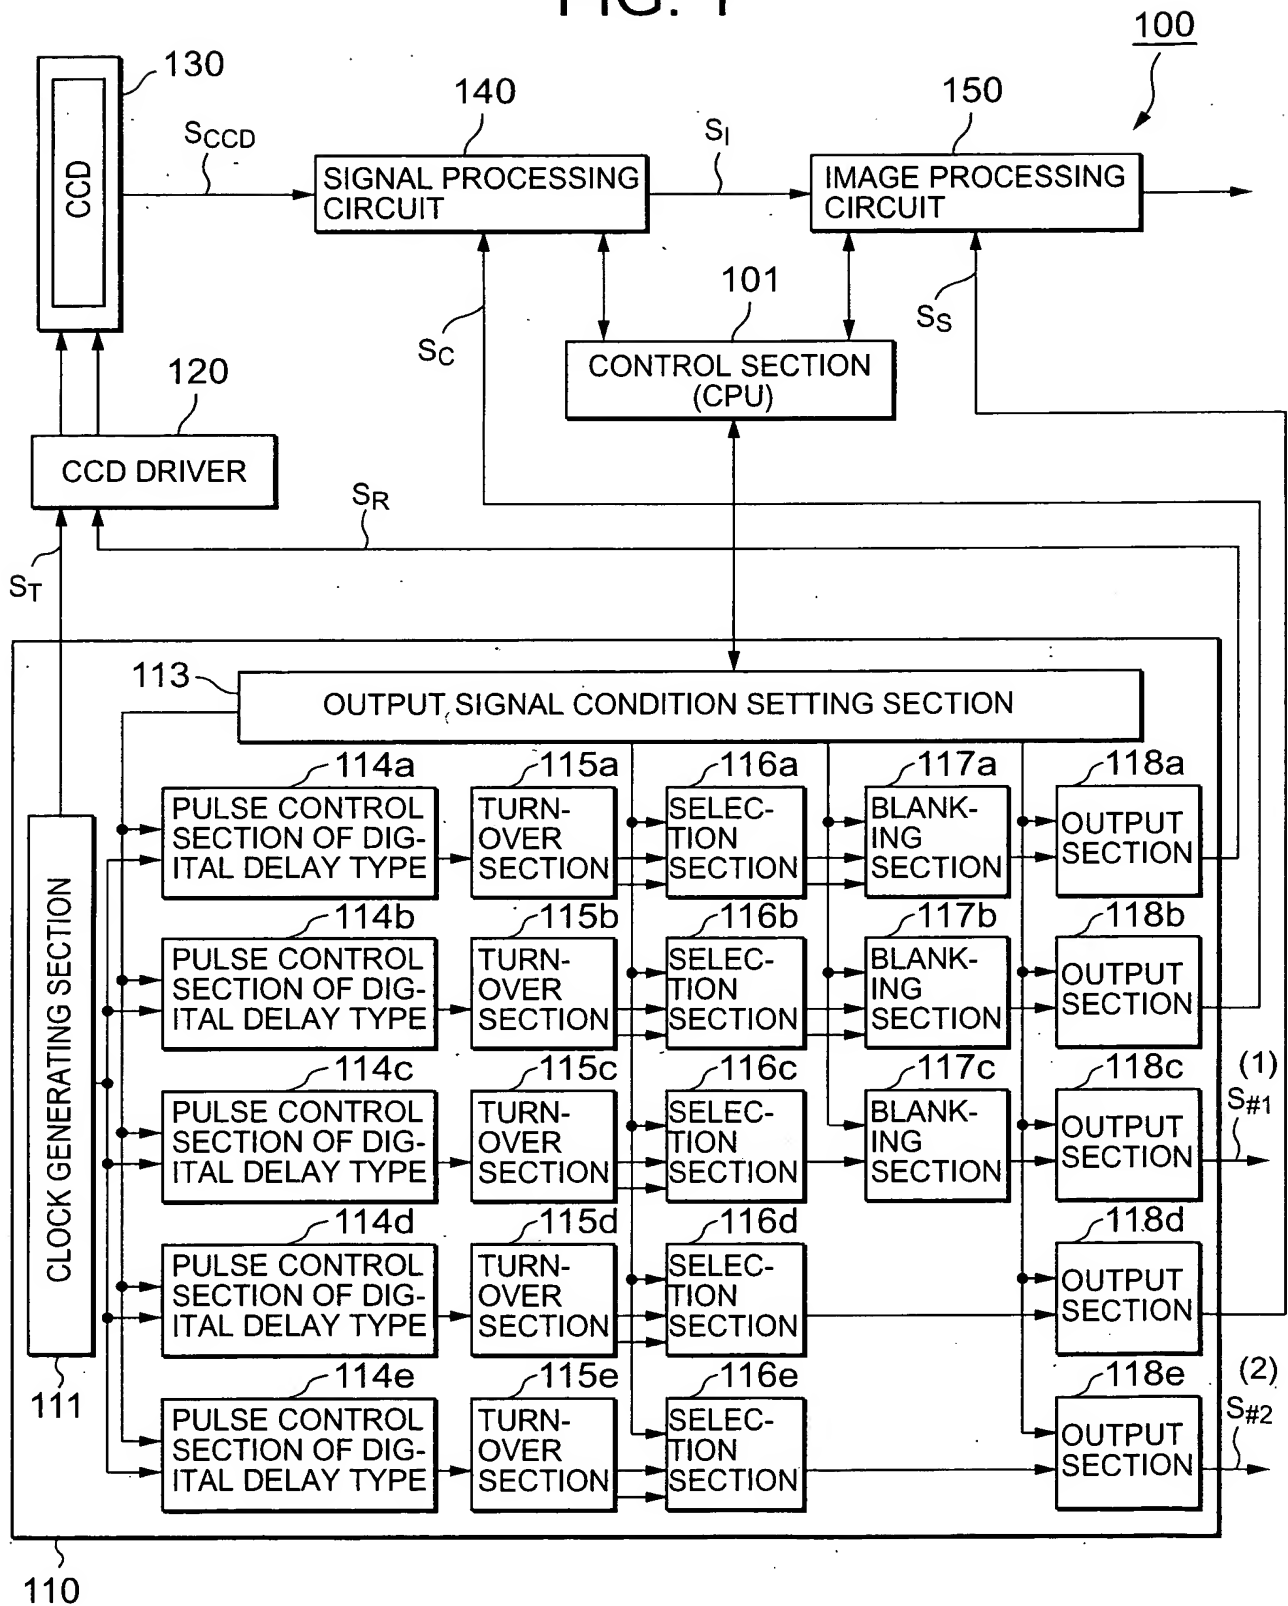 100
130
140
150
SCCD
SI
CCD
SIGNAL PROCESSING
CIRCUIT
IMAGE PROCESSING
CIRCUIT
101
SC
SS
CONTROL SECTION
(CPU)
120
CCD DRIVER
SR
ST
113
OUTPUT SIGNAL CONDITION SETTING SECTION
114a
115a
116a
117a
118a
PULSE CONTROL
SECTION OF DIG-
ITAL DELAY TYPE
TURN-
OVER
SECTION
SELEC-
TION
SECTION
BLANK-
ING
SECTION
OUTPUT
SECTION
114b
115b
116b
117b
118b
PULSE CONTROL
SECTION OF DIG-
ITAL DELAY TYPE
TURN-
OVER
SECTION
SELEC-
TION
SECTION
BLANK-
ING
SECTION
OUTPUT
SECTION
114c
115c
116c
117c
118c
(1)
S#1
PULSE CONTROL
SECTION OF DIG-
ITAL DELAY TYPE
TURN-
OVER
SECTION
SELEC-
TION
SECTION
BLANK-
ING
SECTION
OUTPUT
SECTION
CLOCK GENERATING SECTION
114d
115d
116d
118d
PULSE CONTROL
SECTION OF DIG-
ITAL DELAY TYPE
TURN-
OVER
SECTION
SELEC-
TION
SECTION
OUTPUT
SECTION
111
114e
115e
116e
118e
(2)
S#2
PULSE CONTROL
SECTION OF DIG-
ITAL DELAY TYPE
TURN-
OVER
SECTION
SELEC-
TION
SECTION
OUTPUT
SECTION
110